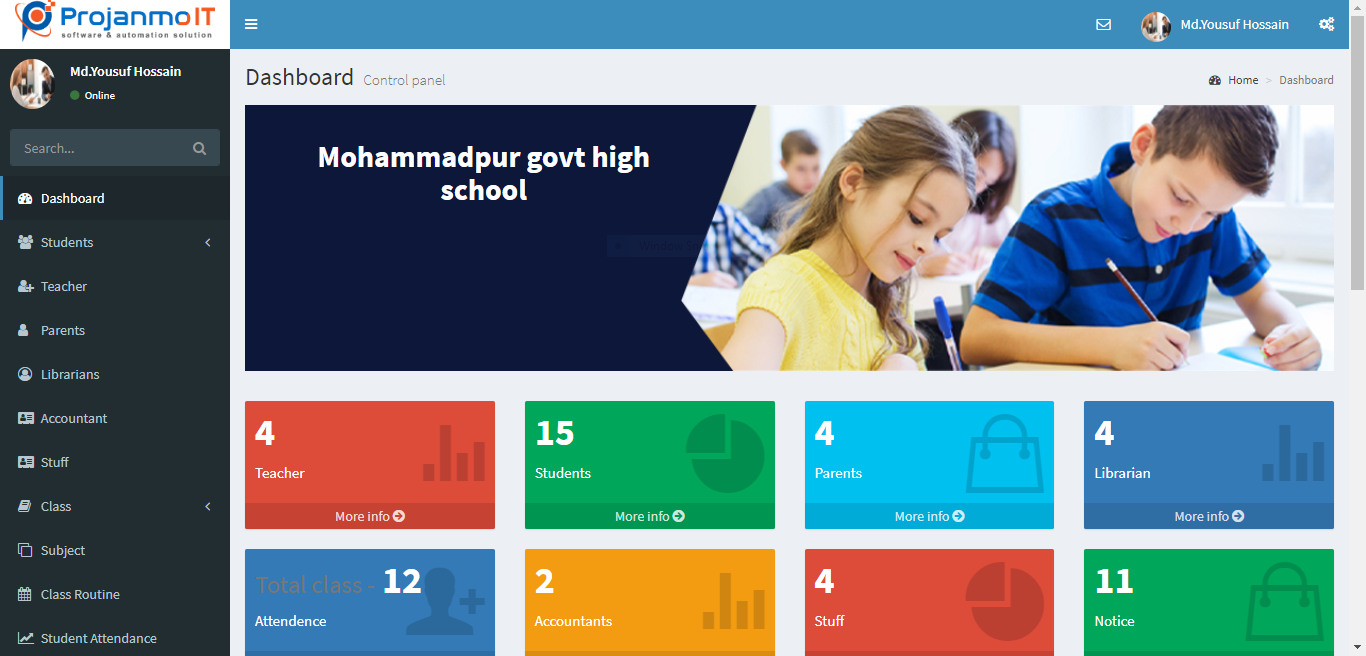 Projanmo IT
software & automation solution
Md.Yousuf Hossain
Md.Yousuf Hossain
Online
Search...
Dashboard
Students
Teacher
Parents
Librarians
Accountant
Stuff
Class
Subject
Class Routine
Student Attendance
Dashboard Control panel
Home > Dashboard
Mohammadpur govt high
school
4
Teacher
More info
15
Students
More info
4
Parents
More info
4
Librarian
More info
Total class - 12
Attendence
2
Accountants
4
Stuff
11
Notice